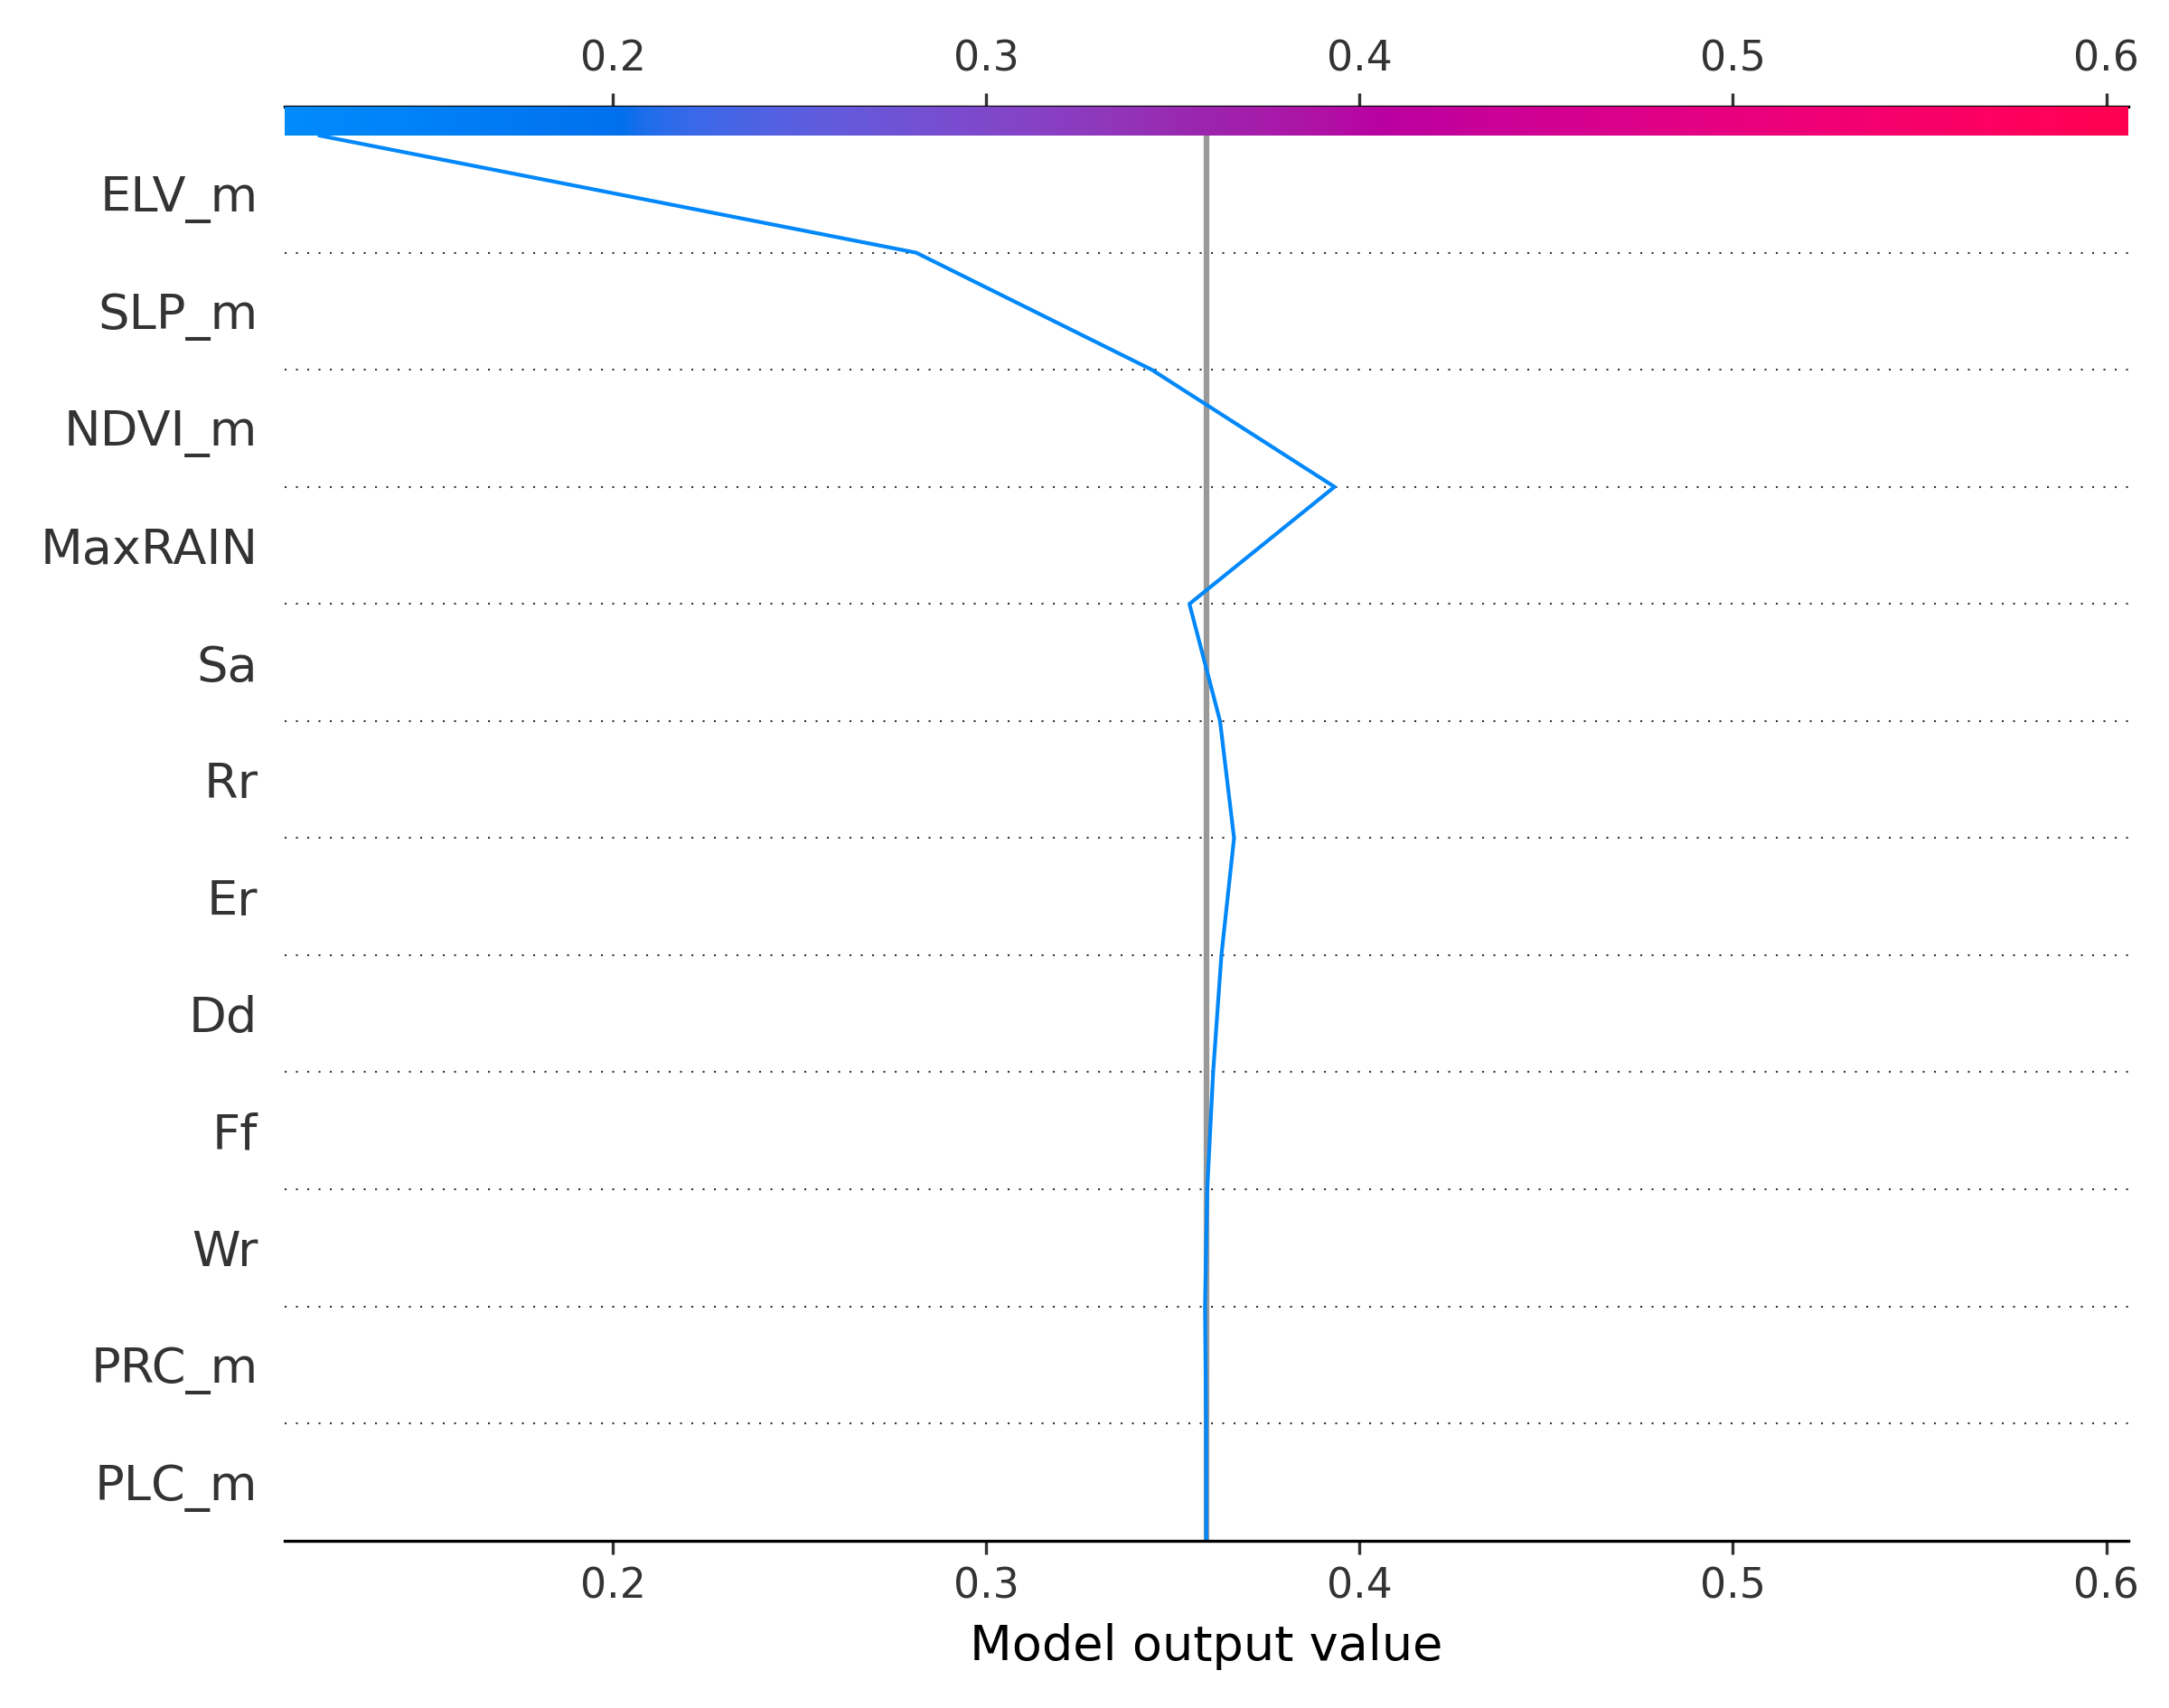 0.2 0.3 0.4 0.5 0.6
ELV_m
SLP_m
NDVI_m
MaxRAIN
Sa
Rr
Er
Dd
Ff
Wr
PRC_m
PLC_m
0.2 0.3 0.4 0.5 0.6
Model output value